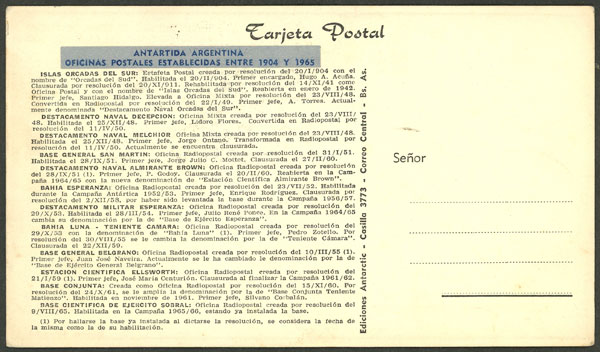 Tarjeta Postal
ANTARTIDA ARGENTINA
OFICINAS POSTALES ESTABLECIDAS ENTRE 1904 Y 1965
ISLAS ORCADAS DEL SUR: Estafeta Postal creada por resolución del 20/I/904 con el
nombre de "Orcadas del Sud". Habilitada el 20/II/904. Primer encargado, Hugo A. Acuña.
Clausurada por resolución del 20/XI/911. Rehabilitada por resolución del 14/XI/41 como
Oficina Postal y con el nombre de "Islas Orcadas del Sud". Reabierta en enero de 1942.
Primer jefe, Santiago Hidalgo. Elevada a Oficina Mixta por resolución del 23/VIII/48.
Convertida en Radiopostal por resolución del 22/I/49. Primer Jefe, A. Torres. Actual-
mente denominada "Destacamento Naval Orcadas del Sur".
DESTACAMENTO NAVAL DECEPCION: Oficina Mixta creada por resolución del 23/VIII/
48. Habilitada el 25/XII/48. Primer jefe, Lidoro Flores. Convertida en Radiopostal por
resolución del 11/IV/50.
DESTACAMENTO NAVAL MELCHIOR Oficina Mixta creada por resolución del 23/VIII/48.
Habilitada el 25/XII/48. Primer jefe, Jorge Ontanis. Transformada en Radiopostal por
resolución del 11/IV/50. Actualmente se encuentra clausurada.
BASE GENERAL SAN MARTIN: Oficina Radiopostal creada por resolución del 31/I/51.
Habilitada el 28/IX/51. Primer jefe, Jorge Julio C. Mottet. Clausurada el 27/II/60.
DESTACAMENTO NAVAL ALMIRANTE BROWN: Oficina Radiopostal creada por resolución
del 28/IX/51 (1). Primer jefe, P. Godoy. Clausurada el 20/II/60. Reabierta en la Cam-
paña 1964/65 con la nueva denominación de "Estación Científica Almirante Brown".
BAHIA ESPERANZA: Oficina Radiopostal creada por resolución del 23/VII/52. Habilitada
durante la Campaña Antártica 1952/53. Primer jefe, Enrique Rodríguez. Clausurada por
resolución del 2/XII/58, por haber sido levantada la base durante la Campaña 1956/57.
DESTACAMENTO MILITAR ESPERANZA: Oficina Radiopostal creada por resolución del
29/X/53. Habilitada el 28/III/54. Primer jefe, Julio René Ponce. En la Campaña 1964/65
cambia su denominación por la de "Base de Ejército Esperanza".
BAHIA LUNA - TENIENTE CAMARA: Oficina Radiopostal creada por resolución del
29/X/53 con la denominación de "Bahía Luna" (1). Primer jefe, Pedro Zotello. Por
resolución del 30/VIII/55 se le cambia la denominación por la de "Teniente Cámara".
Clausurada el 22/XII/59.
BASE GENERAL BELGRANO: Oficina Radiopostal creada por resolución del 10/III/55 (1).
Primer jefe, Juan José Naveiras. Actualmente se le ha cambiado la denominación por la de
"Base de Ejército General Belgrano".
ESTACION CIENTIFICA ELLSWORTH: Oficina Radiopostal creada por resolución del
21/I/59 (1). Primer jefe, José María Conturión. Clausurada al finalizar la Campaña 1961/62.
BASE CONJUNTA: Creada como Oficina Radiopostal por resolución del 15/XI/60. Por
resolución del 24/X/61, se le amplía la denominación por la de "Base Conjunta Teniente
Matienzo". Habilitada en noviembre de 1961. Primer jefe, Silvano Corbalán.
BASE CIENTIFICA DE EJERCITO SOBRAL: Oficina Radiopostal creada por resolución del
9/VIII/65. Habilitada en la Campaña 1965/66, estando ya instalada la base.
(1) Por hallarse la base ya instalada al dictarse la resolución, se considera la fecha de
la misma como la de su habilitación.
Ediciones Antarctic - Casilla 3773 - Correo Central - Bs. As.
Señor